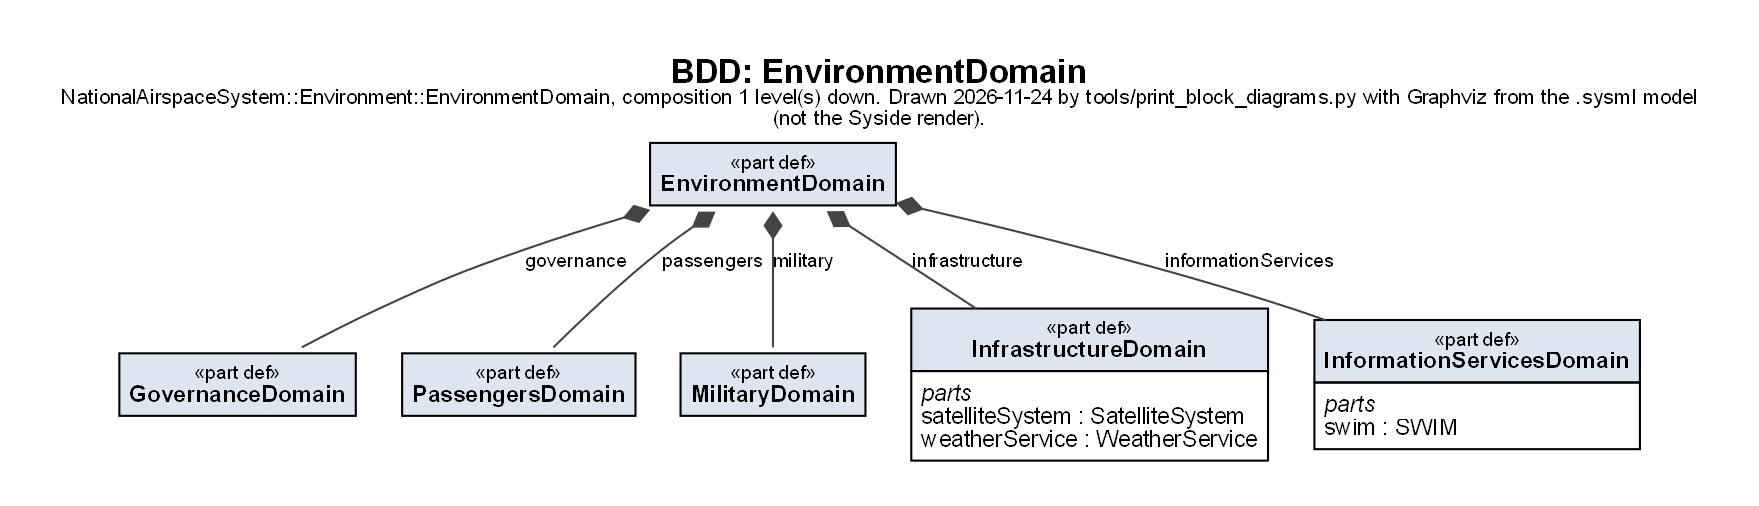 BDD: EnvironmentDomain
NationalAirspaceSystem::Environment::EnvironmentDomain, composition 1 level(s) down. Drawn 2026-11-24 by tools/print_block_diagrams.py with Graphviz from the .sysml model
(not the Syside render).
«part def»
EnvironmentDomain
governance
passengers
military
infrastructure
informationServices
«part def»
GovernanceDomain
«part def»
PassengersDomain
«part def»
MilitaryDomain
«part def»
InfrastructureDomain
parts
satelliteSystem : SatelliteSystem
weatherService : WeatherService
«part def»
InformationServicesDomain
parts
swim : SWIM